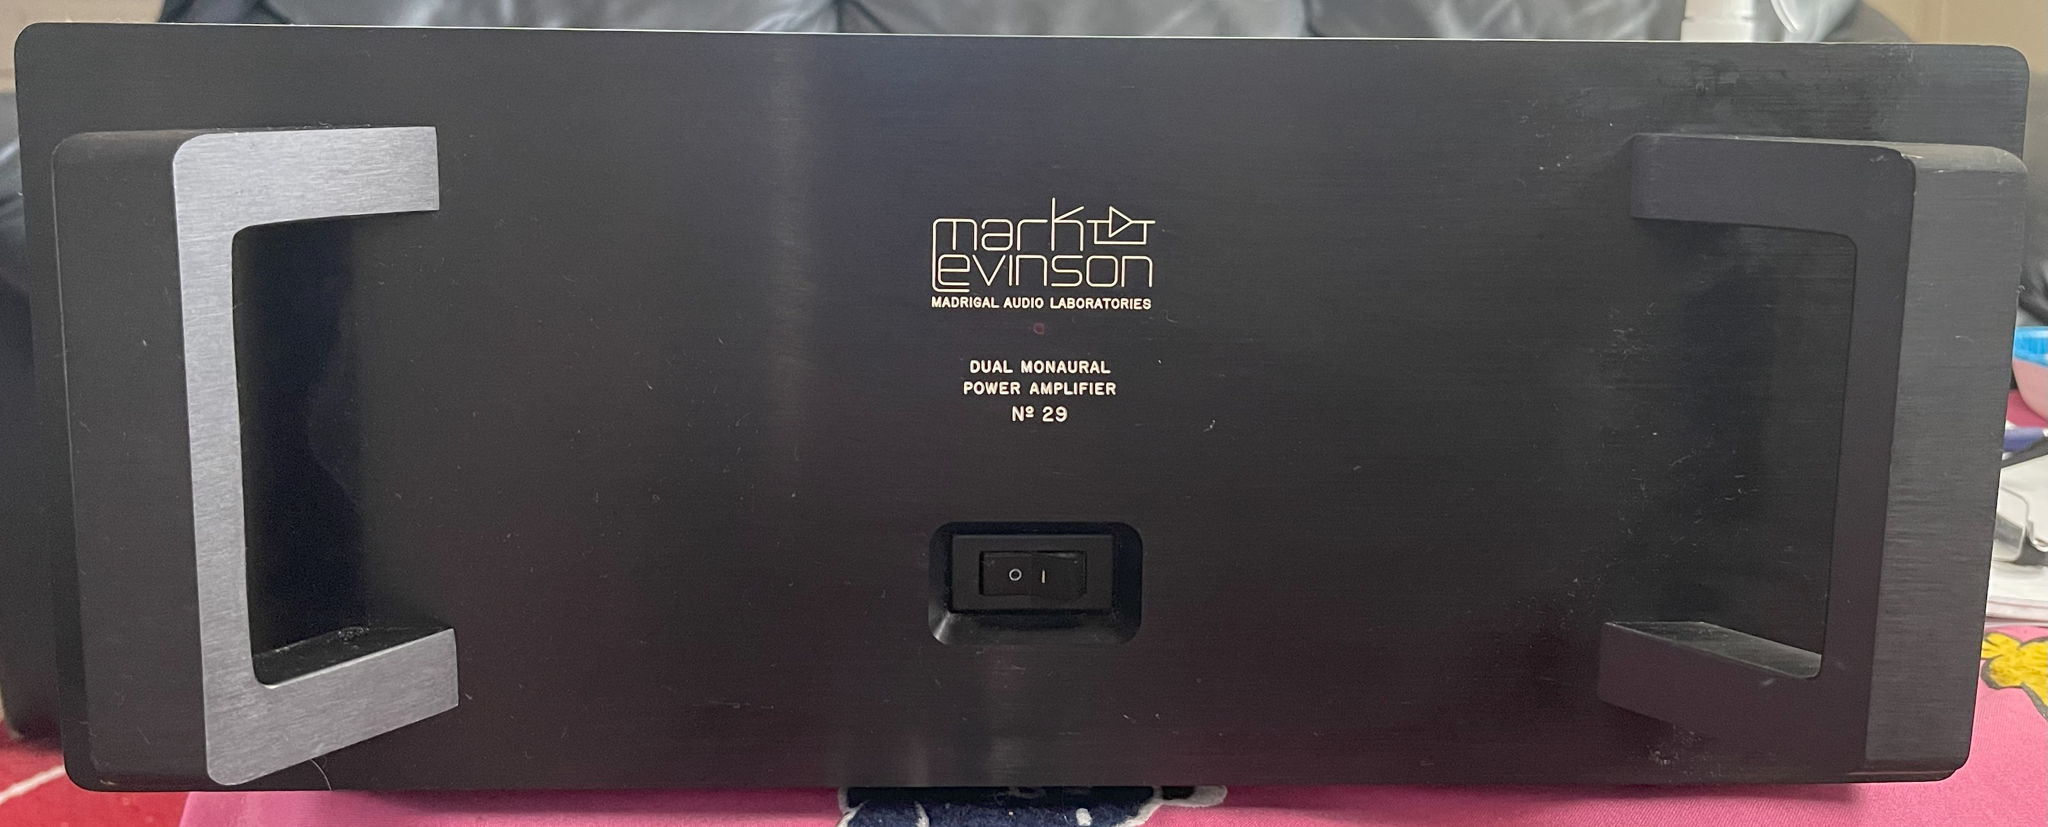 mark
Levinson
MADRIGAL AUDIO LABORATORIES
DUAL MONAURAL
POWER AMPLIFIER
Nº 29
O I